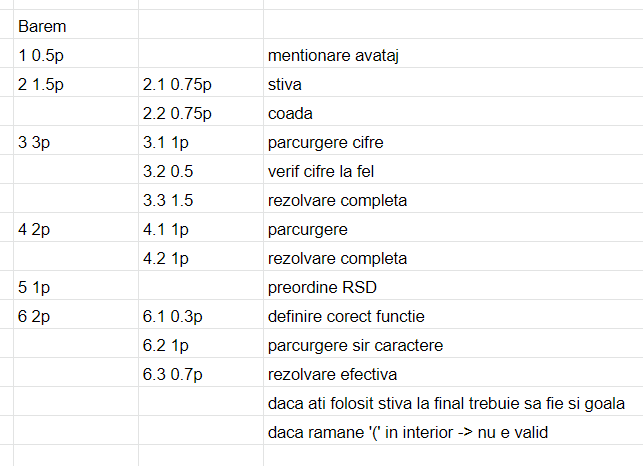 Barem
1 0.5p mentionare avataj
2 1.5p 2.1 0.75p stiva
2.2 0.75p coada
3 3p 3.1 1p parcurgere cifre
3.2 0.5 verif cifre la fel
3.3 1.5 rezolvare completa
4 2p 4.1 1p parcurgere
4.2 1p rezolvare completa
5 1p preordine RSD
6 2p 6.1 0.3p definire corect functie
6.2 1p parcurgere sir caractere
6.3 0.7p rezolvare efectiva
daca ati folosit stiva la final trebuie sa fie si goala
daca ramane '(' in interior -> nu e valid